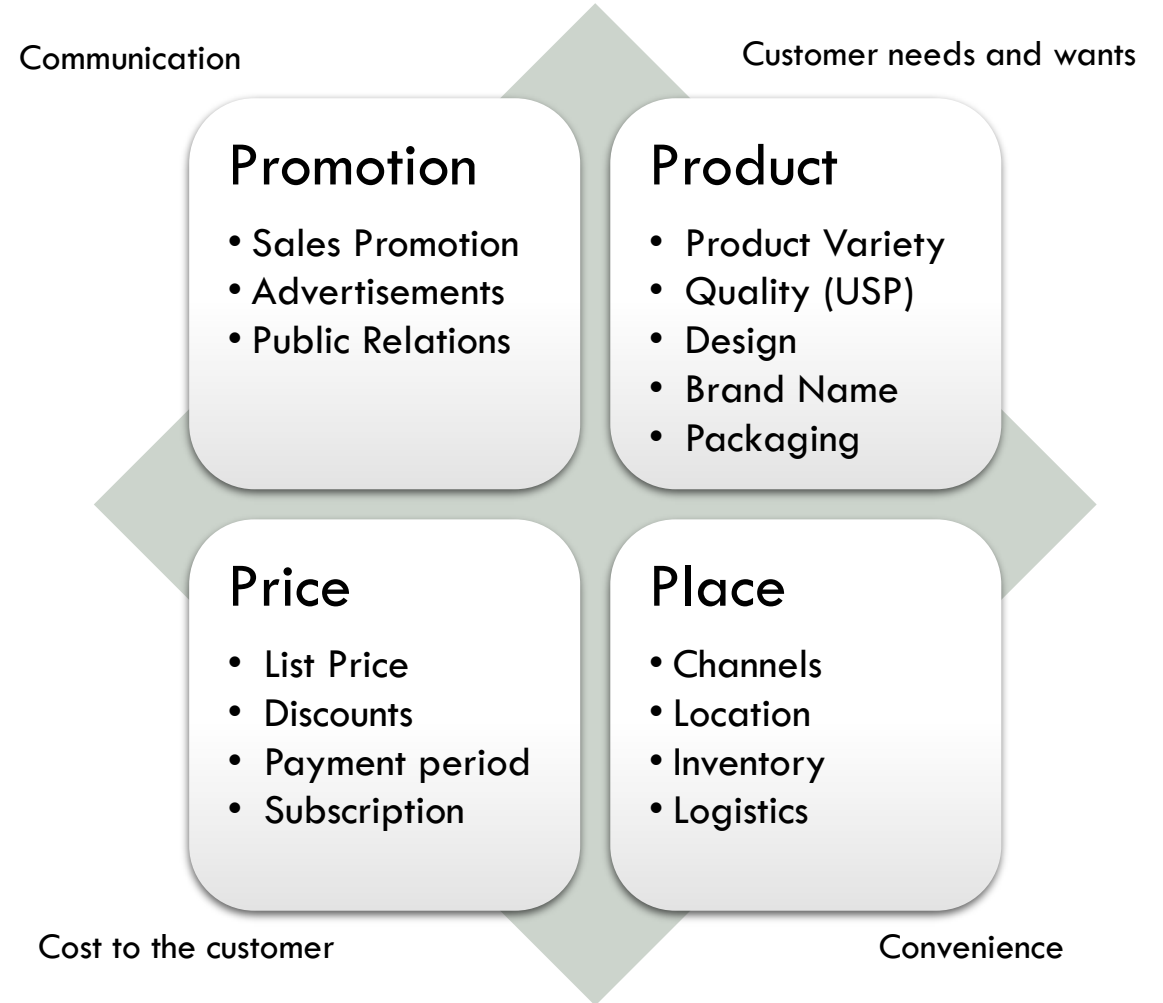 Communication
Customer needs and wants
Promotion
• Sales Promotion
• Advertisements
• Public Relations
Product
• Product Variety
• Quality (USP)
• Design
• Brand Name
• Packaging
Price
• List Price
• Discounts
• Payment period
• Subscription
Place
• Channels
• Location
• Inventory
• Logistics
Cost to the customer
Convenience